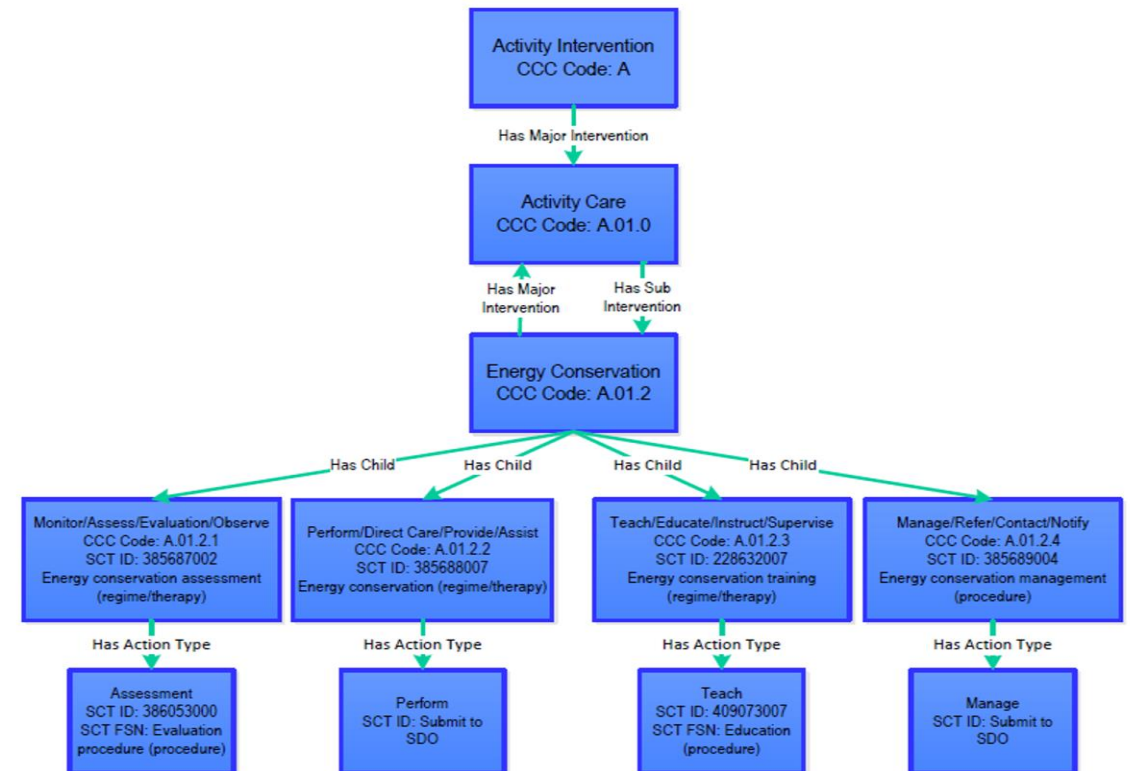 Activity Intervention
CCC Code: A
Has Major Intervention
Activity Care
CCC Code: A.01.0
Has Major
Intervention
Has Sub
Intervention
Energy Conservation
CCC Code: A.01.2
Has Child
Has Child
Has Child
Has Child
Monitor/Assess/Evaluation/Observe
CCC Code: A.01.2.1
SCT ID: 385687002
Energy conservation assessment
(regime/therapy)
Perform/Direct Care/Provide/Assist
CCC Code: A.01.2.2
SCT ID: 385688007
Energy conservation (regime/therapy)
Teach/Educate/Instruct/Supervise
CCC Code: A.01.2.3
SCT ID: 228632007
Energy conservation training
(regime/therapy)
Manage/Refer/Contact/Notify
CCC Code: A.01.2.4
SCT ID: 385689004
Energy conservation management
(procedure)
Has Action Type
Has Action Type
Has Action Type
Has Action Type
Assessment
SCT ID: 386053000
SCT FSN: Evaluation
procedure (procedure)
Perform
SCT ID: Submit to
SDO
Teach
SCT ID: 409073007
SCT FSN: Education
(procedure)
Manage
SCT ID: Submit to
SDO